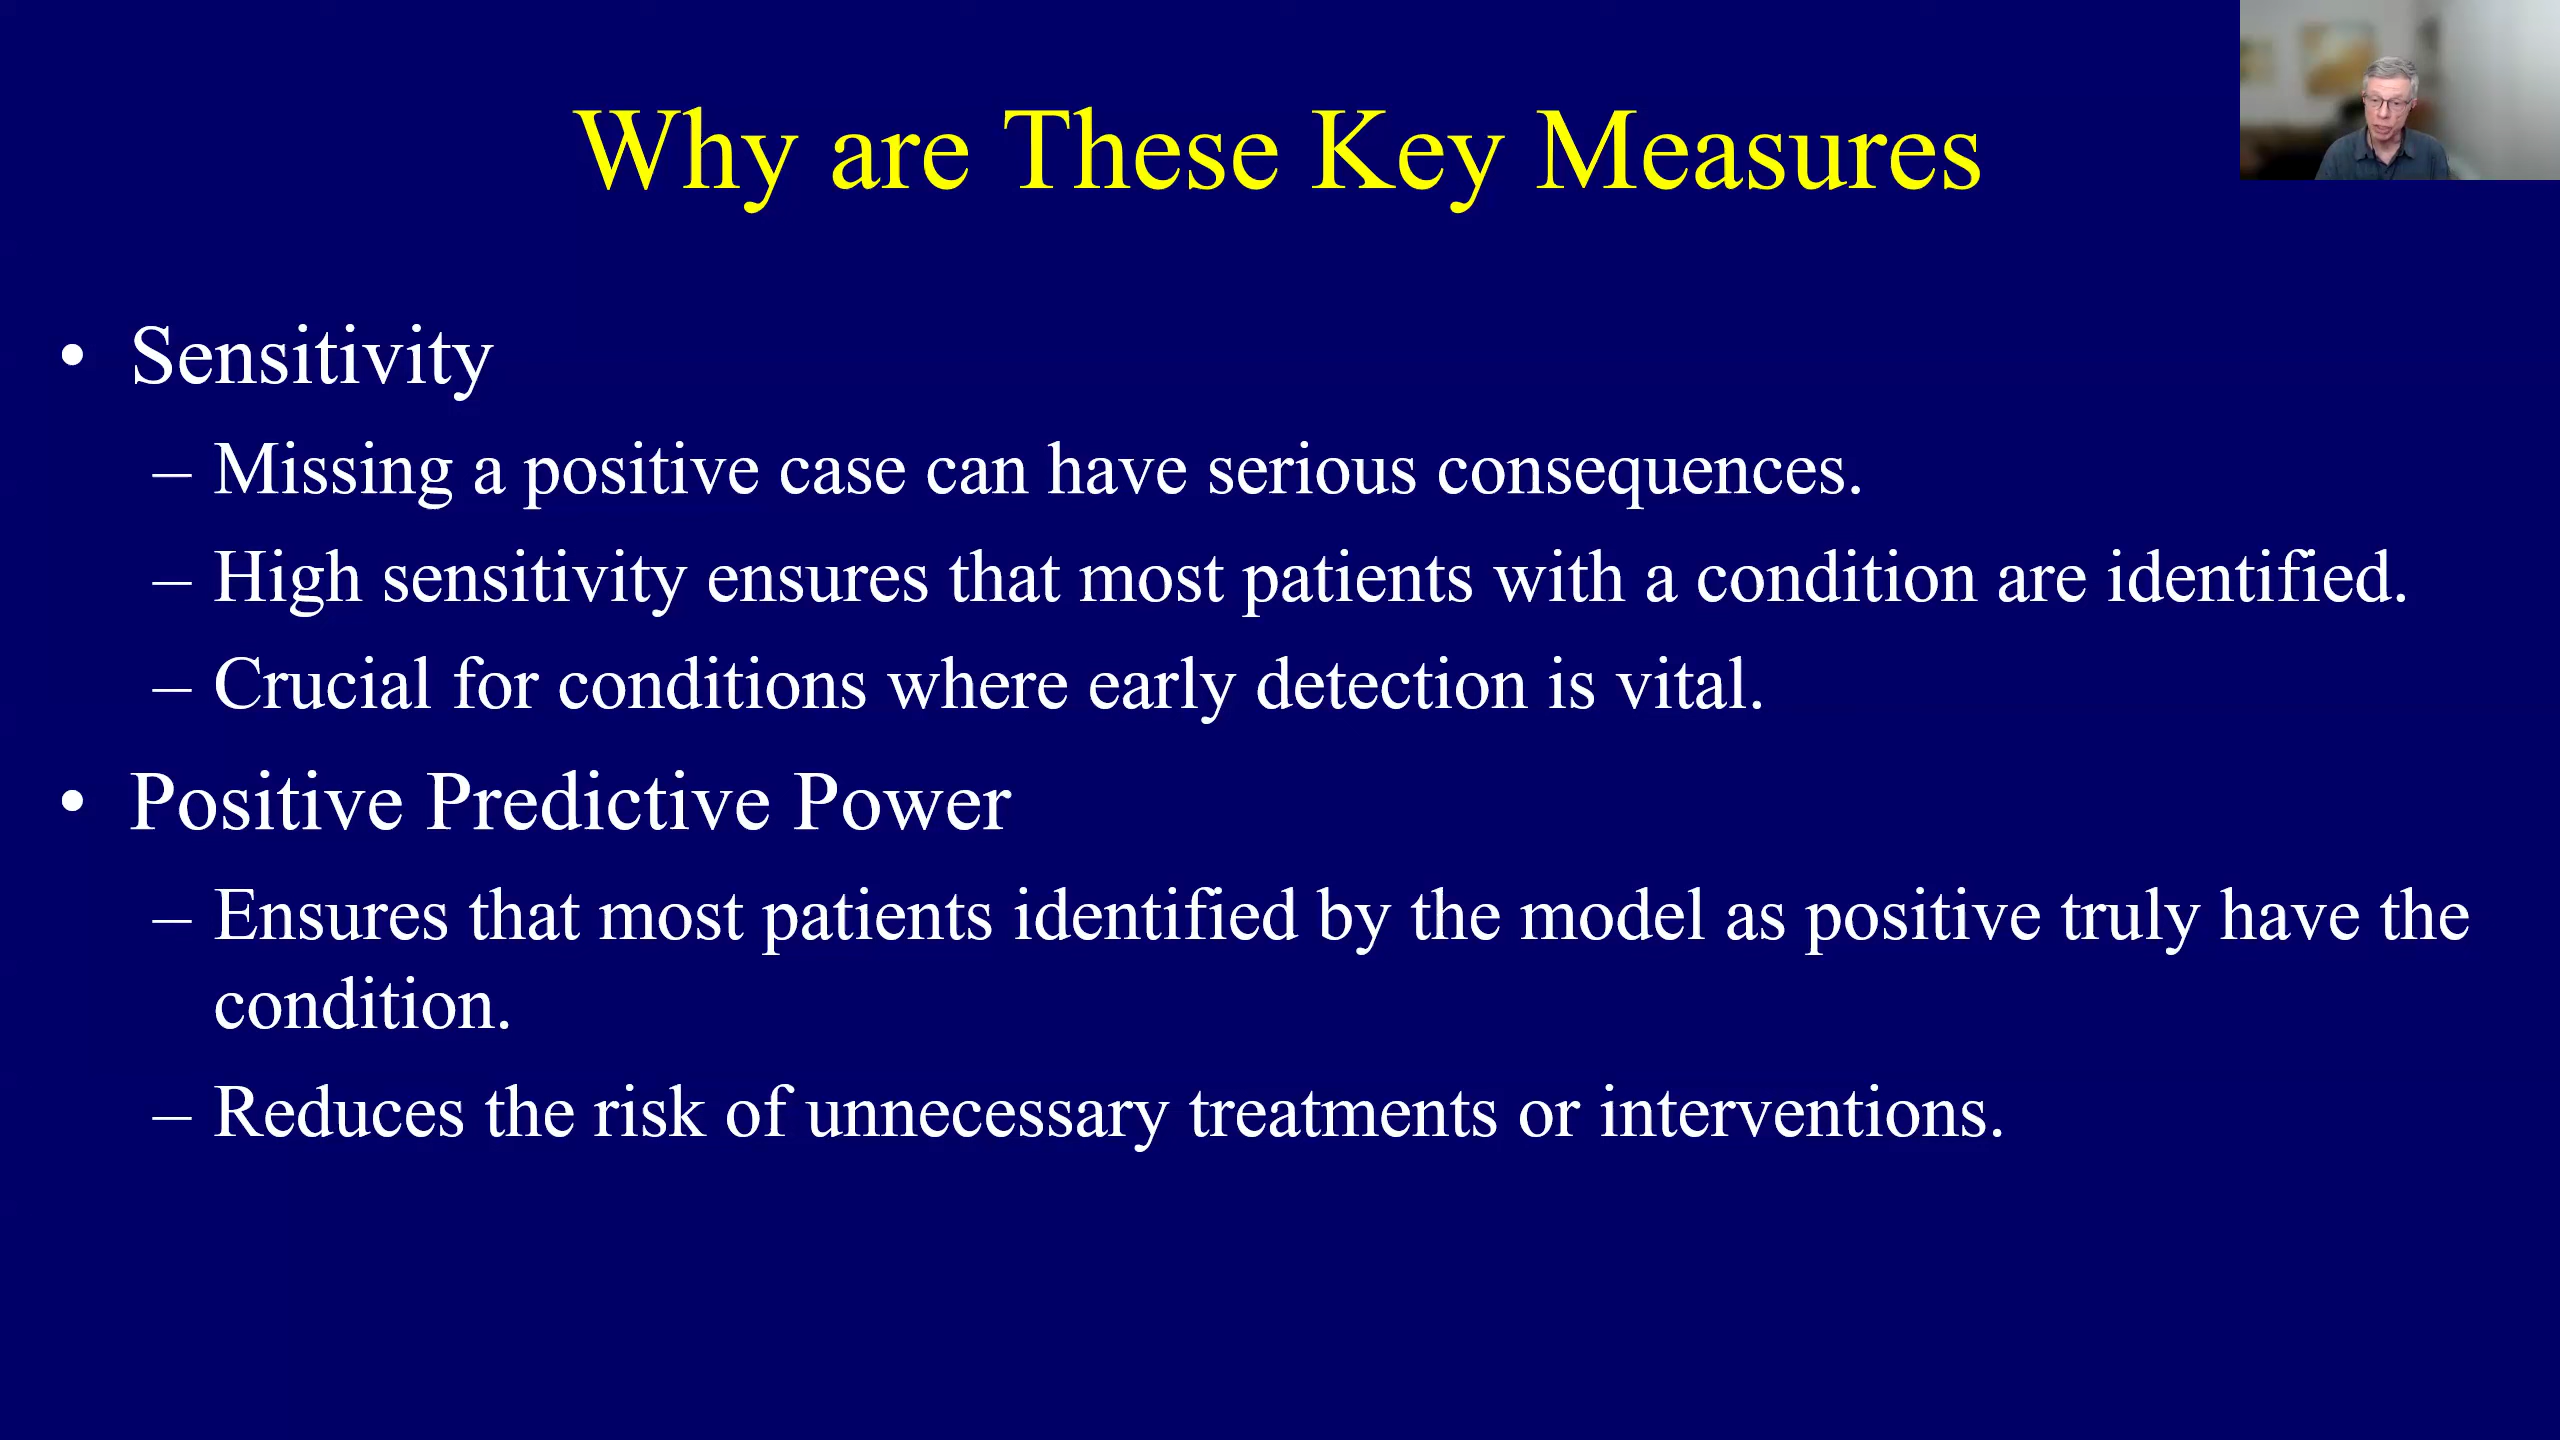 Why are These Key Measures
• Sensitivity
– Missing a positive case can have serious consequences.
– High sensitivity ensures that most patients with a condition are identified.
– Crucial for conditions where early detection is vital.
• Positive Predictive Power
– Ensures that most patients identified by the model as positive truly have the
condition.
– Reduces the risk of unnecessary treatments or interventions.